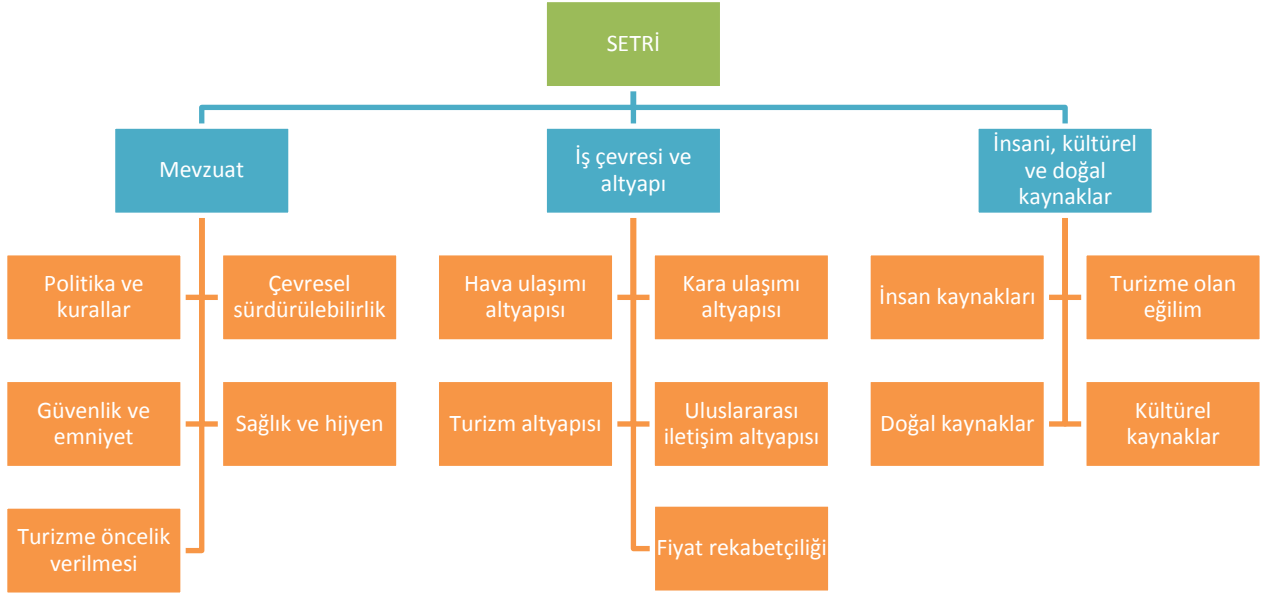 SETRİ
Mevzuat
İş çevresi ve
altyapı
İnsani, kültürel
ve doğal
kaynaklar
Politika ve
kurallar
Çevresel
sürdürülebilirlik
Güvenlik ve
emniyet
Sağlık ve hijyen
Turizme öncelik
verilmesi
Hava ulaşımı
altyapısı
Kara ulaşımı
altyapısı
Turizm altyapısı
Uluslararası
iletişim altyapısı
Fiyat rekabetçiliği
İnsan kaynakları
Turizme olan
eğilim
Doğal kaynaklar
Kültürel
kaynaklar